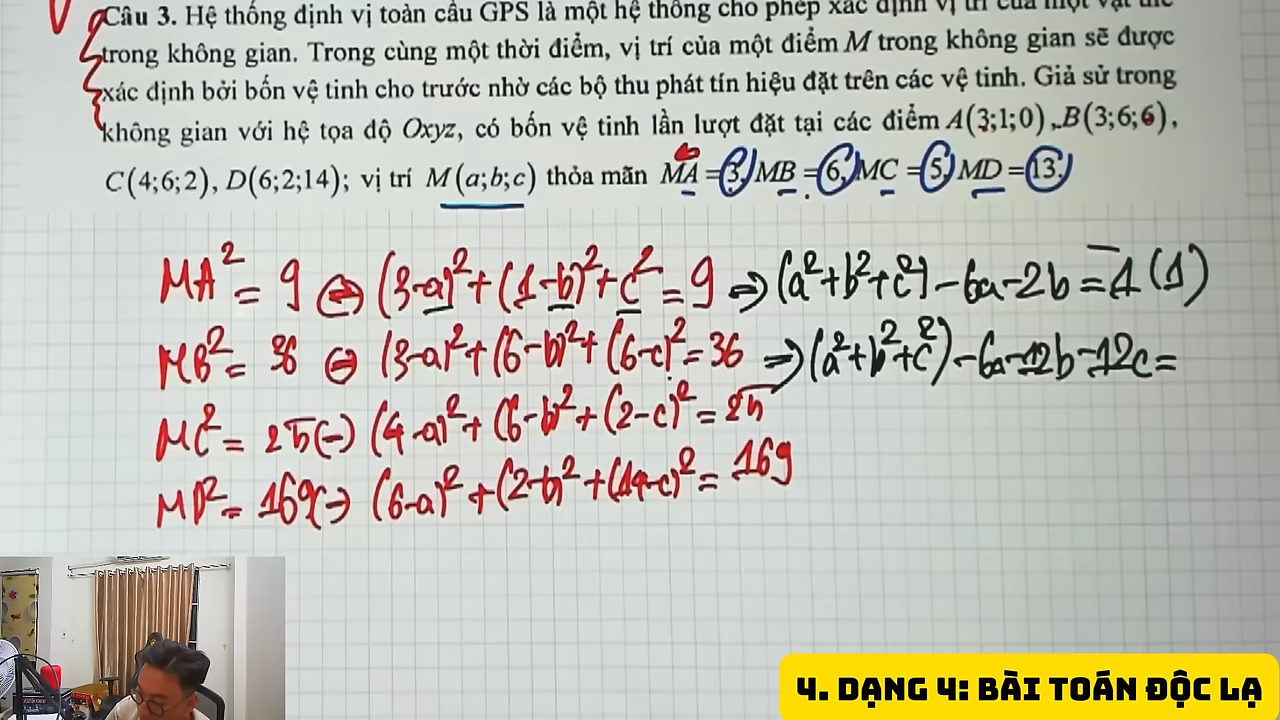 Câu 3. Hệ thống định vị toàn cầu GPS là một hệ thống cho phép xác định vị trí của một vật thể
trong không gian. Trong cùng một thời điểm, vị trí của một điểm M trong không gian sẽ được
xác định bởi bốn vệ tinh cho trước nhờ các bộ thu phát tín hiệu đặt trên các vệ tinh. Giả sử trong
không gian với hệ tọa độ Oxyz, có bốn vệ tinh lần lượt đặt tại các điểm A(3;1;0), B(3;6;6),
C(4;6;2), D(6;2;14); vị trí M(a;b;c) thỏa mãn MA=3, MB=6, MC=5, MD=13.
MA² = 9 ⇔ (3-a)²+(1-b)²+c²=9 ⇒ (a²+b²+c²)-6a-2b=-1 (1)
MB² = 36 ⇔ (3-a)²+(6-b)²+(6-c)²=36 ⇒ (a²+b²+c²)-6a-12b-12c=
MC² = 25 ⇔ (4-a)²+(6-b)²+(2-c)²=25
MD² = 169 ⇔ (6-a)²+(2-b)²+(14-c)²=169
4. DẠNG 4: BÀI TOÁN ĐỘC LẠ